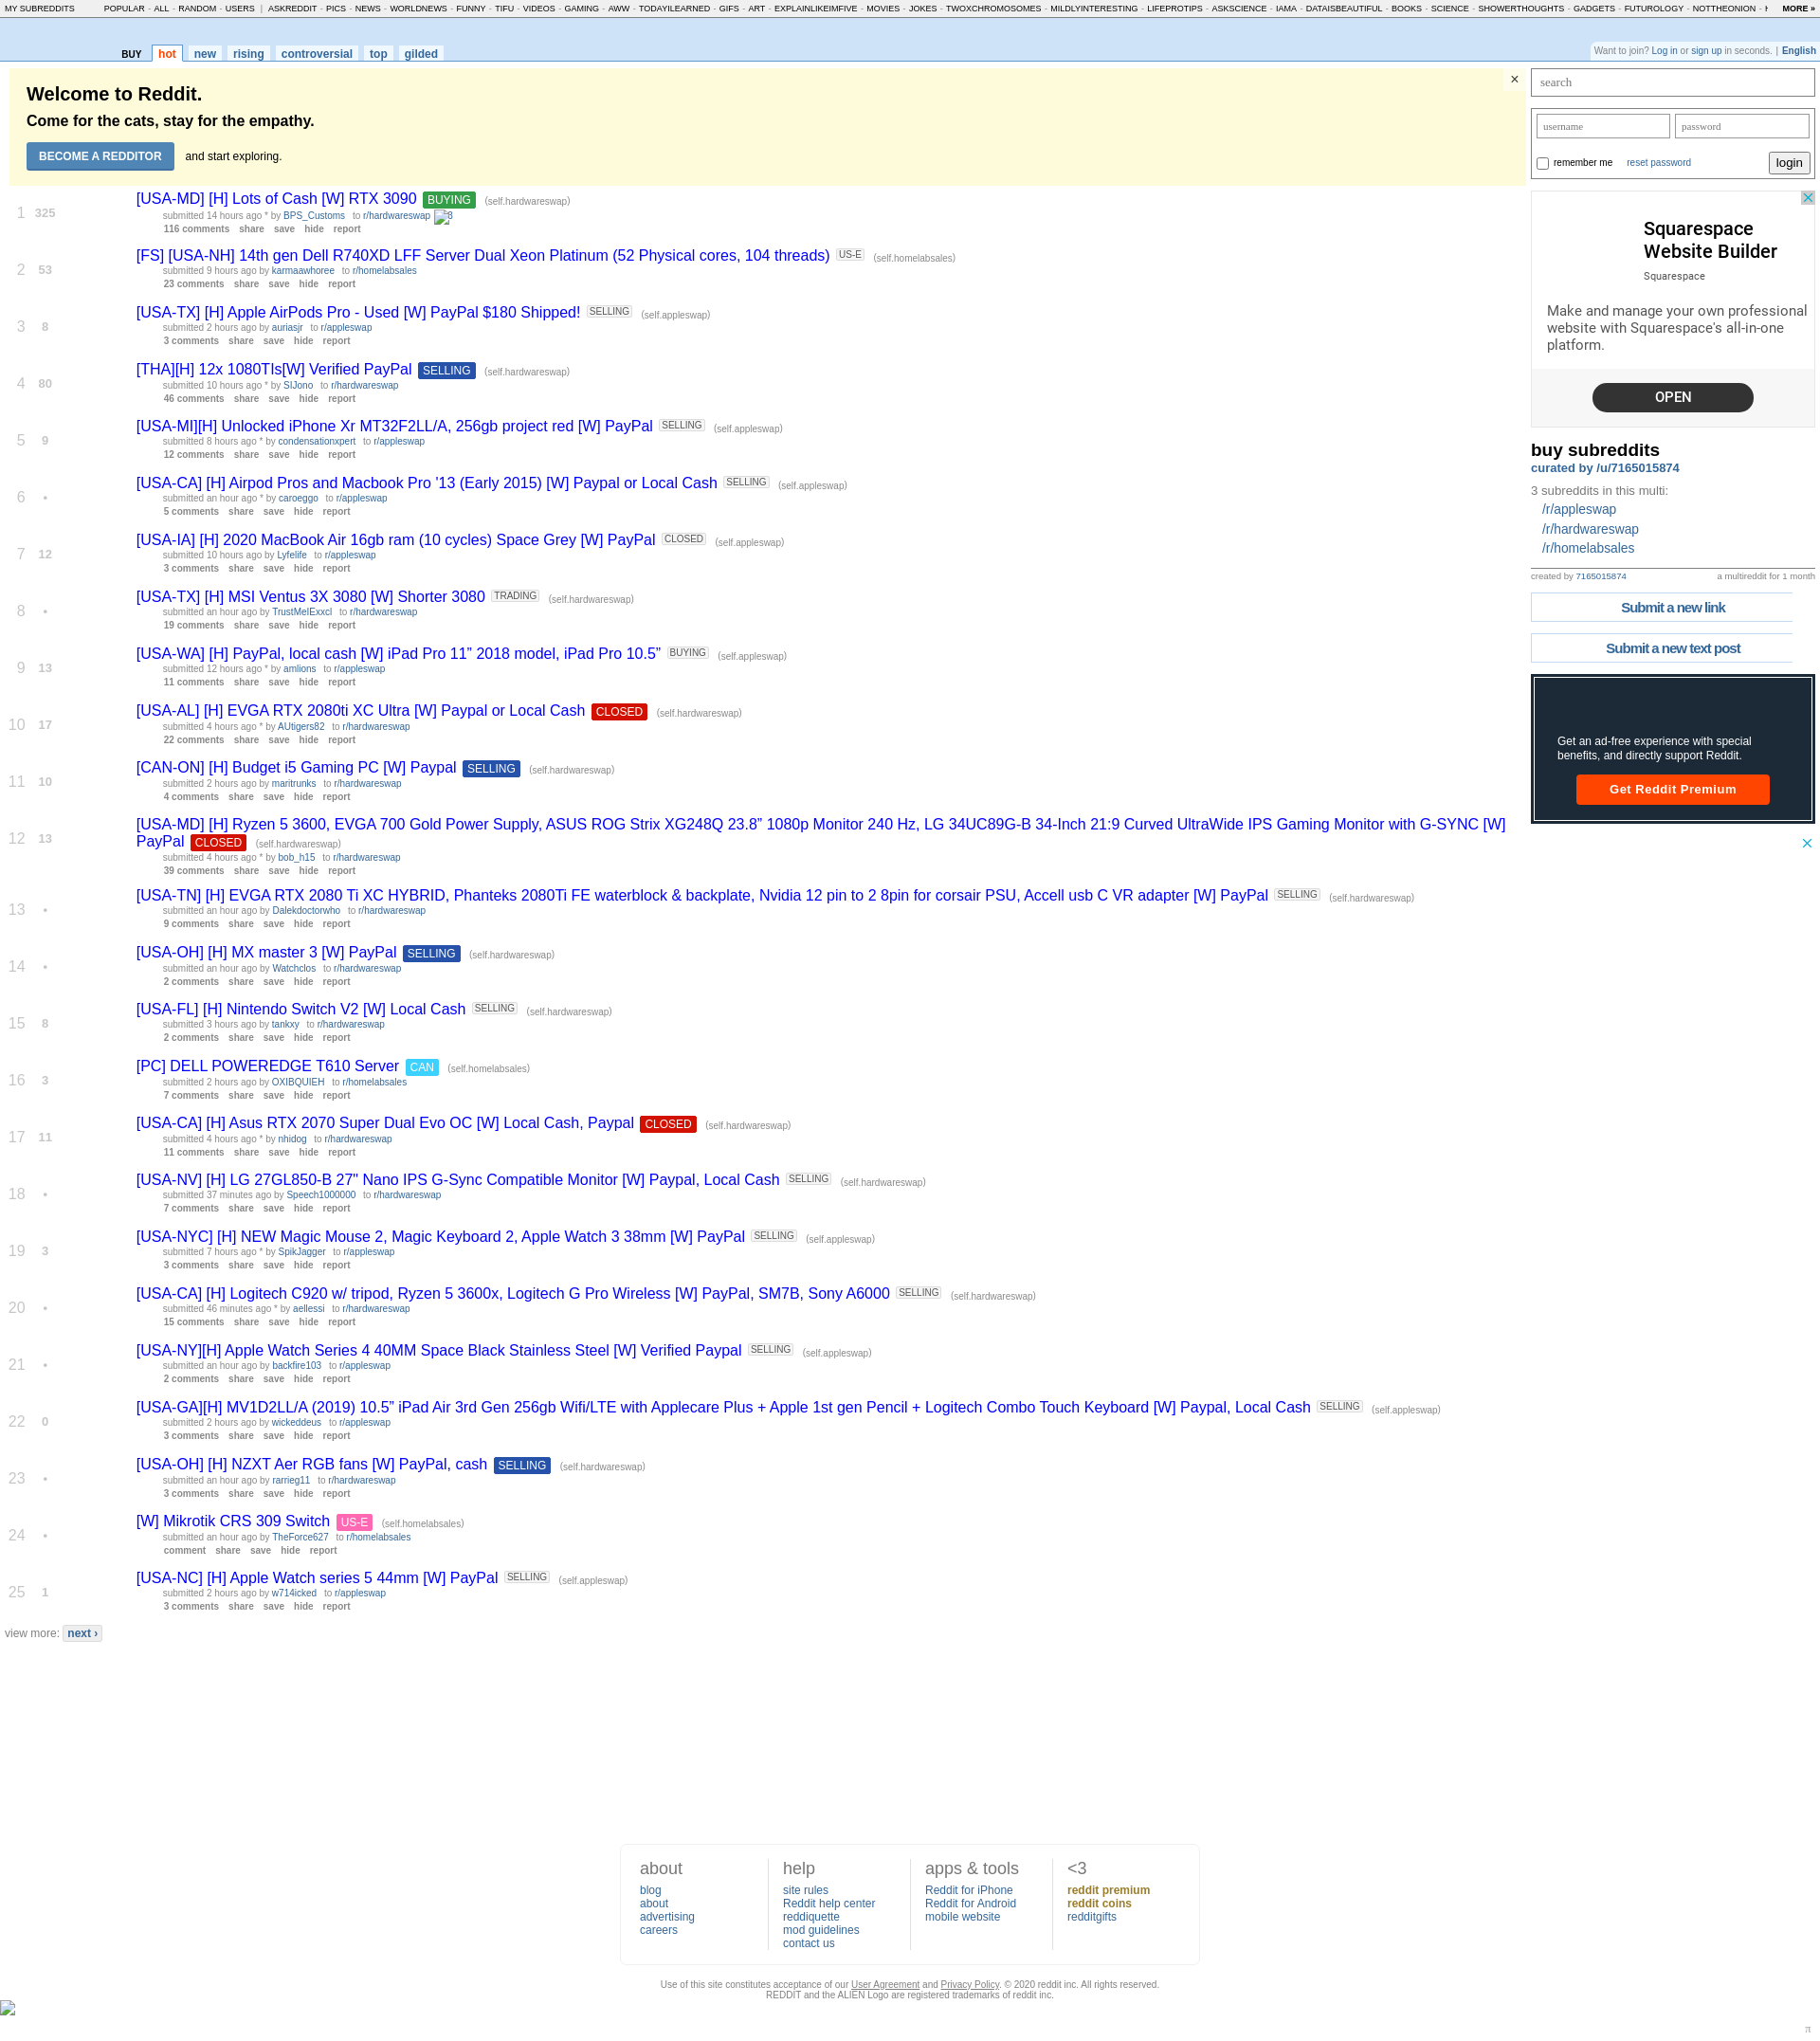 MY SUBREDDITS POPULAR - ALL - RANDOM - USERS | ASKREDDIT - PICS - NEWS - WORLDNEWS - FUNNY - TIFU - VIDEOS - GAMING - AWW - TODAYILEARNED - GIFS - ART - EXPLAINLIKEIMFIVE - MOVIES - JOKES - TWOXCHROMOSOMES - MILDLYINTERESTING - LIFEPROTIPS - ASKSCIENCE - IAMA - DATAISBEAUTIFUL - BOOKS - SCIENCE - SHOWERTHOUGHTS - GADGETS - FUTUROLOGY - NOTTHEONION - MORE »
BUY hot new rising controversial top gilded
Want to join? Log in or sign up in seconds. | English
Welcome to Reddit.
Come for the cats, stay for the empathy.
BECOME A REDDITOR and start exploring.
×
1 325 [USA-MD] [H] Lots of Cash [W] RTX 3090 BUYING (self.hardwareswap)
submitted 14 hours ago * by BPS_Customs to r/hardwareswap
116 comments share save hide report
2 53 [FS] [USA-NH] 14th gen Dell R740XD LFF Server Dual Xeon Platinum (52 Physical cores, 104 threads) US-E (self.homelabsales)
submitted 9 hours ago by karmaawhoree to r/homelabsales
23 comments share save hide report
3 8 [USA-TX] [H] Apple AirPods Pro - Used [W] PayPal $180 Shipped! SELLING (self.appleswap)
submitted 2 hours ago by auriasjr to r/appleswap
3 comments share save hide report
4 80 [THA][H] 12x 1080TIs[W] Verified PayPal SELLING (self.hardwareswap)
submitted 10 hours ago * by SIJono to r/hardwareswap
46 comments share save hide report
5 9 [USA-MI][H] Unlocked iPhone Xr MT32F2LL/A, 256gb project red [W] PayPal SELLING (self.appleswap)
submitted 8 hours ago * by condensationxpert to r/appleswap
12 comments share save hide report
6 • [USA-CA] [H] Airpod Pros and Macbook Pro '13 (Early 2015) [W] Paypal or Local Cash SELLING (self.appleswap)
submitted an hour ago * by caroeggo to r/appleswap
5 comments share save hide report
7 12 [USA-IA] [H] 2020 MacBook Air 16gb ram (10 cycles) Space Grey [W] PayPal CLOSED (self.appleswap)
submitted 10 hours ago by Lyfelife to r/appleswap
3 comments share save hide report
8 • [USA-TX] [H] MSI Ventus 3X 3080 [W] Shorter 3080 TRADING (self.hardwareswap)
submitted an hour ago by TrustMeIExxcl to r/hardwareswap
19 comments share save hide report
9 13 [USA-WA] [H] PayPal, local cash [W] iPad Pro 11” 2018 model, iPad Pro 10.5” BUYING (self.appleswap)
submitted 12 hours ago * by amlions to r/appleswap
11 comments share save hide report
10 17 [USA-AL] [H] EVGA RTX 2080ti XC Ultra [W] Paypal or Local Cash CLOSED (self.hardwareswap)
submitted 4 hours ago * by AUtigers82 to r/hardwareswap
22 comments share save hide report
11 10 [CAN-ON] [H] Budget i5 Gaming PC [W] Paypal SELLING (self.hardwareswap)
submitted 2 hours ago by maritrunks to r/hardwareswap
4 comments share save hide report
12 13 [USA-MD] [H] Ryzen 5 3600, EVGA 700 Gold Power Supply, ASUS ROG Strix XG248Q 23.8” 1080p Monitor 240 Hz, LG 34UC89G-B 34-Inch 21:9 Curved UltraWide IPS Gaming Monitor with G-SYNC [W]
PayPal CLOSED (self.hardwareswap)
submitted 4 hours ago * by bob_h15 to r/hardwareswap
39 comments share save hide report
13 • [USA-TN] [H] EVGA RTX 2080 Ti XC HYBRID, Phanteks 2080Ti FE waterblock & backplate, Nvidia 12 pin to 2 8pin for corsair PSU, Accell usb C VR adapter [W] PayPal SELLING (self.hardwareswap)
submitted an hour ago by Dalekdoctorwho to r/hardwareswap
9 comments share save hide report
14 • [USA-OH] [H] MX master 3 [W] PayPal SELLING (self.hardwareswap)
submitted an hour ago by Watchclos to r/hardwareswap
2 comments share save hide report
15 8 [USA-FL] [H] Nintendo Switch V2 [W] Local Cash SELLING (self.hardwareswap)
submitted 3 hours ago by tankxy to r/hardwareswap
2 comments share save hide report
16 3 [PC] DELL POWEREDGE T610 Server CAN (self.homelabsales)
submitted 2 hours ago by OXIBQUIEH to r/homelabsales
7 comments share save hide report
17 11 [USA-CA] [H] Asus RTX 2070 Super Dual Evo OC [W] Local Cash, Paypal CLOSED (self.hardwareswap)
submitted 4 hours ago * by nhidog to r/hardwareswap
11 comments share save hide report
18 • [USA-NV] [H] LG 27GL850-B 27" Nano IPS G-Sync Compatible Monitor [W] Paypal, Local Cash SELLING (self.hardwareswap)
submitted 37 minutes ago by Speech1000000 to r/hardwareswap
7 comments share save hide report
19 3 [USA-NYC] [H] NEW Magic Mouse 2, Magic Keyboard 2, Apple Watch 3 38mm [W] PayPal SELLING (self.appleswap)
submitted 7 hours ago * by SpikJagger to r/appleswap
3 comments share save hide report
20 • [USA-CA] [H] Logitech C920 w/ tripod, Ryzen 5 3600x, Logitech G Pro Wireless [W] PayPal, SM7B, Sony A6000 SELLING (self.hardwareswap)
submitted 46 minutes ago * by aellessi to r/hardwareswap
15 comments share save hide report
21 • [USA-NY][H] Apple Watch Series 4 40MM Space Black Stainless Steel [W] Verified Paypal SELLING (self.appleswap)
submitted an hour ago by backfire103 to r/appleswap
2 comments share save hide report
22 0 [USA-GA][H] MV1D2LL/A (2019) 10.5” iPad Air 3rd Gen 256gb Wifi/LTE with Applecare Plus + Apple 1st gen Pencil + Logitech Combo Touch Keyboard [W] Paypal, Local Cash SELLING (self.appleswap)
submitted 2 hours ago by wickeddeus to r/appleswap
3 comments share save hide report
23 • [USA-OH] [H] NZXT Aer RGB fans [W] PayPal, cash SELLING (self.hardwareswap)
submitted an hour ago by rarrieg11 to r/hardwareswap
3 comments share save hide report
24 • [W] Mikrotik CRS 309 Switch US-E (self.homelabsales)
submitted an hour ago by TheForce627 to r/homelabsales
comment share save hide report
25 1 [USA-NC] [H] Apple Watch series 5 44mm [W] PayPal SELLING (self.appleswap)
submitted 2 hours ago by w714icked to r/appleswap
3 comments share save hide report
view more: next ›
search
username password
remember me reset password login
Squarespace
Website Builder
Squarespace
Make and manage your own professional
website with Squarespace's all-in-one
platform.
OPEN
buy subreddits
curated by /u/7165015874
3 subreddits in this multi:
/r/appleswap
/r/hardwareswap
/r/homelabsales
created by 7165015874 a multireddit for 1 month
Submit a new link
Submit a new text post
Get an ad-free experience with special
benefits, and directly support Reddit.
Get Reddit Premium
about
blog
about
advertising
careers
help
site rules
Reddit help center
reddiquette
mod guidelines
contact us
apps & tools
Reddit for iPhone
Reddit for Android
mobile website
<3
reddit premium
reddit coins
redditgifts
Use of this site constitutes acceptance of our User Agreement and Privacy Policy. © 2020 reddit inc. All rights reserved.
REDDIT and the ALIEN Logo are registered trademarks of reddit inc.
π